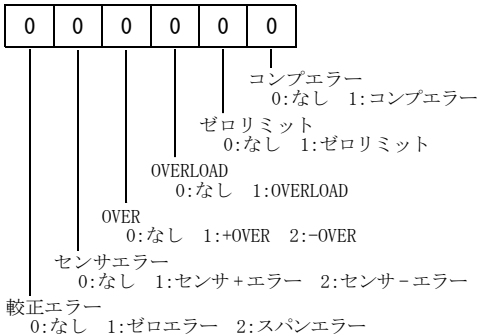 0 0 0 0 0 0
コンプエラー
0:なし 1:コンプエラー
ゼロリミット
0:なし 1:ゼロリミット
OVERLOAD
0:なし 1:OVERLOAD
OVER
0:なし 1:+OVER 2:-OVER
センサエラー
0:なし 1:センサ+エラー 2:センサ-エラー
較正エラー
0:なし 1:ゼロエラー 2:スパンエラー